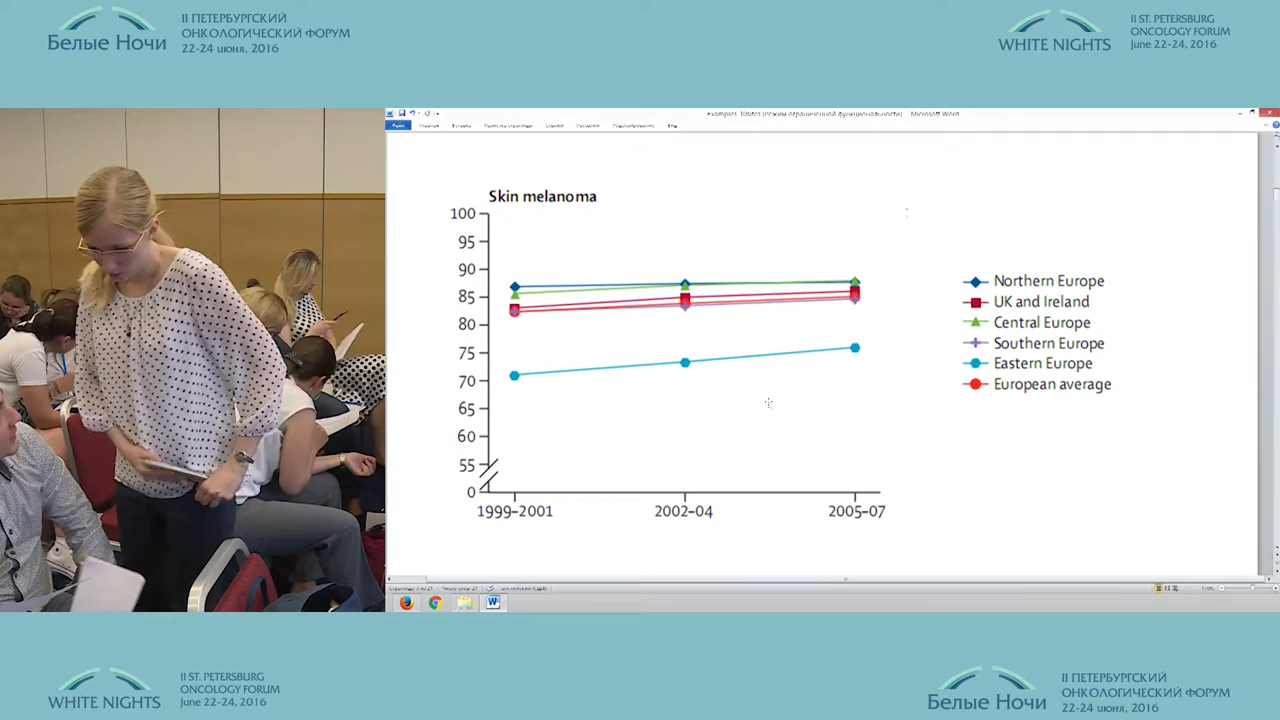 Белые Ночи
II ПЕТЕРБУРГСКИЙ
ОНКОЛОГИЧЕСКИЙ ФОРУМ
22-24 июня, 2016
WHITE NIGHTS
II ST. PETERSBURG
ONCOLOGY FORUM
June 22-24, 2016
Microsoft Word
Skin melanoma
100
95
90
85
80
75
70
65
60
55
0
1999–2001
2002–04
2005–07
Northern Europe
UK and Ireland
Central Europe
Southern Europe
Eastern Europe
European average
WHITE NIGHTS
II ST. PETERSBURG
ONCOLOGY FORUM
June 22-24, 2016
Белые Ночи
II ПЕТЕРБУРГСКИЙ
ОНКОЛОГИЧЕСКИЙ ФОРУМ
22-24 июня, 2016